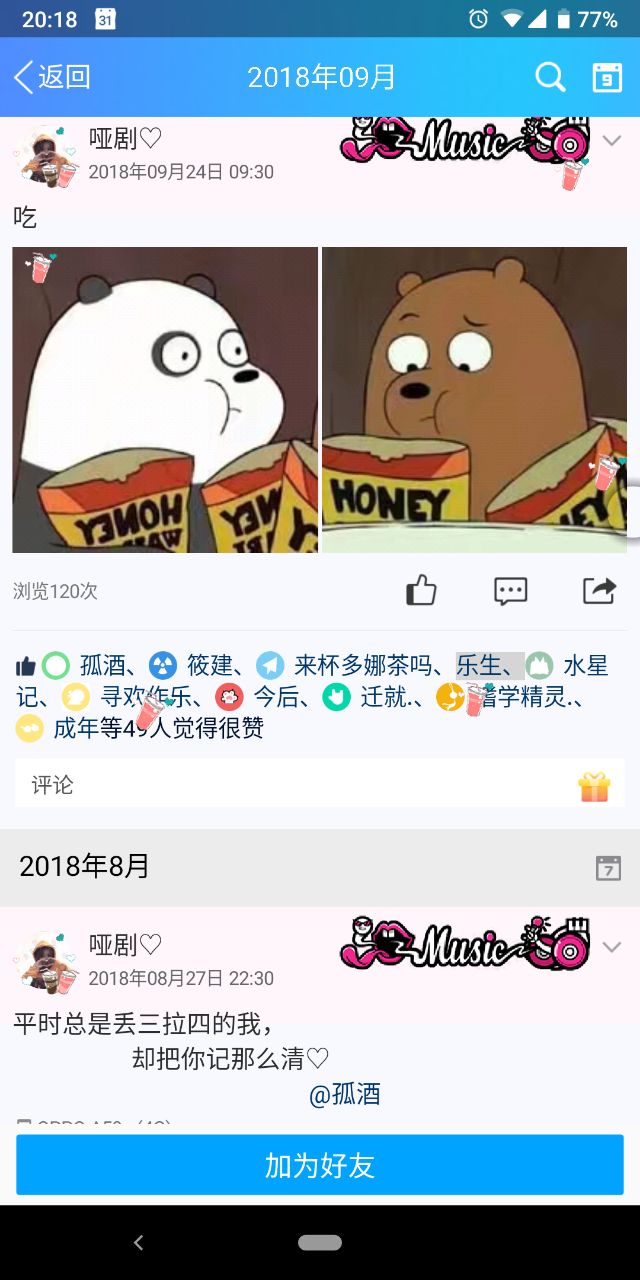 20:18
31
77%
返回
2018年09月
9
哑剧♡
2018年09月24日 09:30
Music
吃
HONEY
HONEY
浏览120次
孤酒、筱建、来杯多娜茶吗、乐生、水星
记、寻欢作乐、今后、迁就.、学精灵.、
成年等49人觉得很赞
评论
2018年8月
7
哑剧♡
2018年08月27日 22:30
Music
平时总是丢三拉四的我，
却把你记那么清♡
@孤酒
加为好友